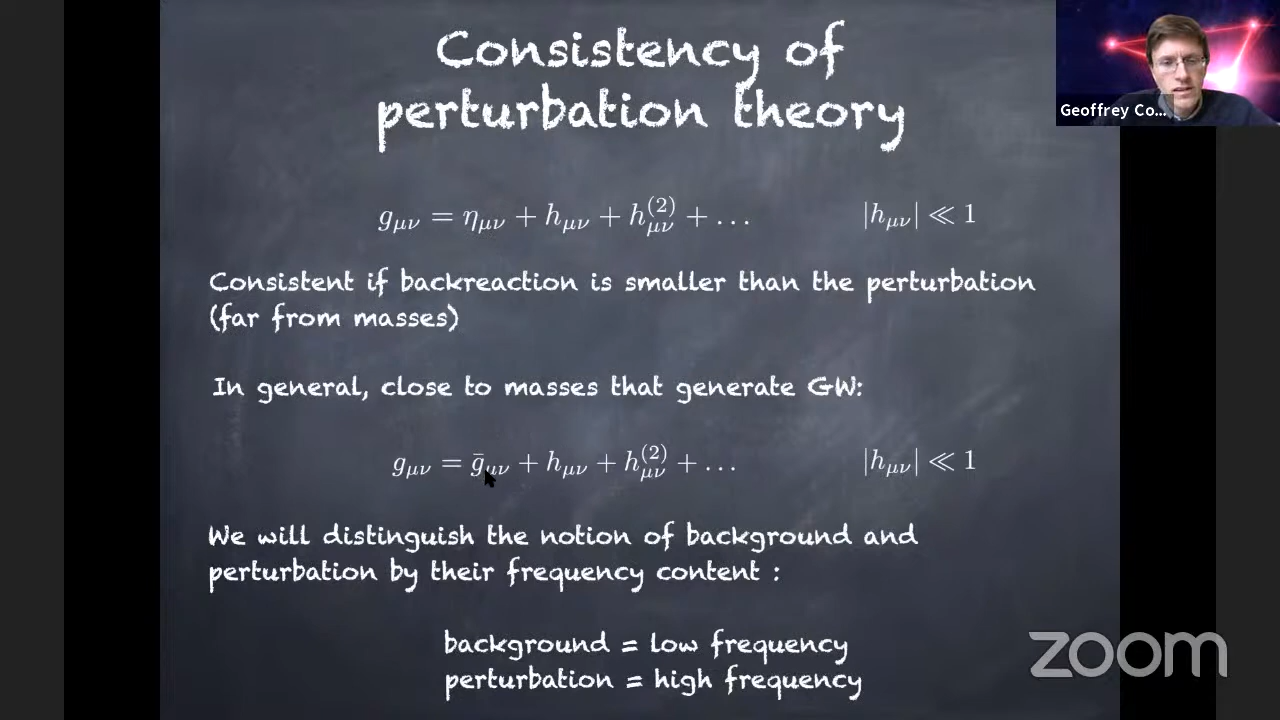 Consistency of
perturbation theory
Geoffrey Co...
g_{μν} = η_{μν} + h_{μν} + h^{(2)}_{μν} + ... |h_{μν}| ≪ 1
Consistent if backreaction is smaller than the perturbation
(far from masses)
In general, close to masses that generate GW:
g_{μν} = ḡ_{μν} + h_{μν} + h^{(2)}_{μν} + ... |h_{μν}| ≪ 1
We will distinguish the notion of background and
perturbation by their frequency content :
background = low frequency
perturbation = high frequency
zoom